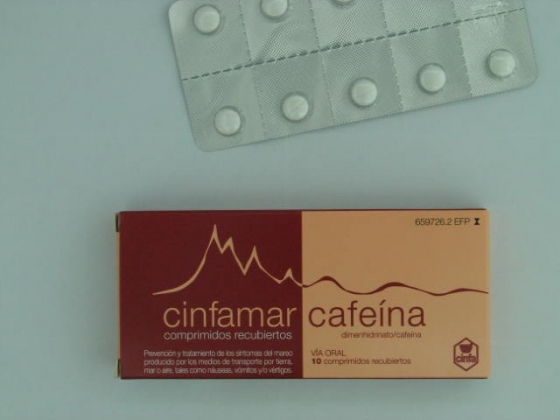 659726.2 EFP
cinfamar cafeína
comprimidos recubiertos
dimenhidrinato/cafeína
Prevención y tratamiento de los síntomas del mareo
producido por los medios de transporte por tierra,
mar o aire, tales como náuseas, vómitos y/o vértigos.
VÍA ORAL
10 comprimidos recubiertos
cinfa